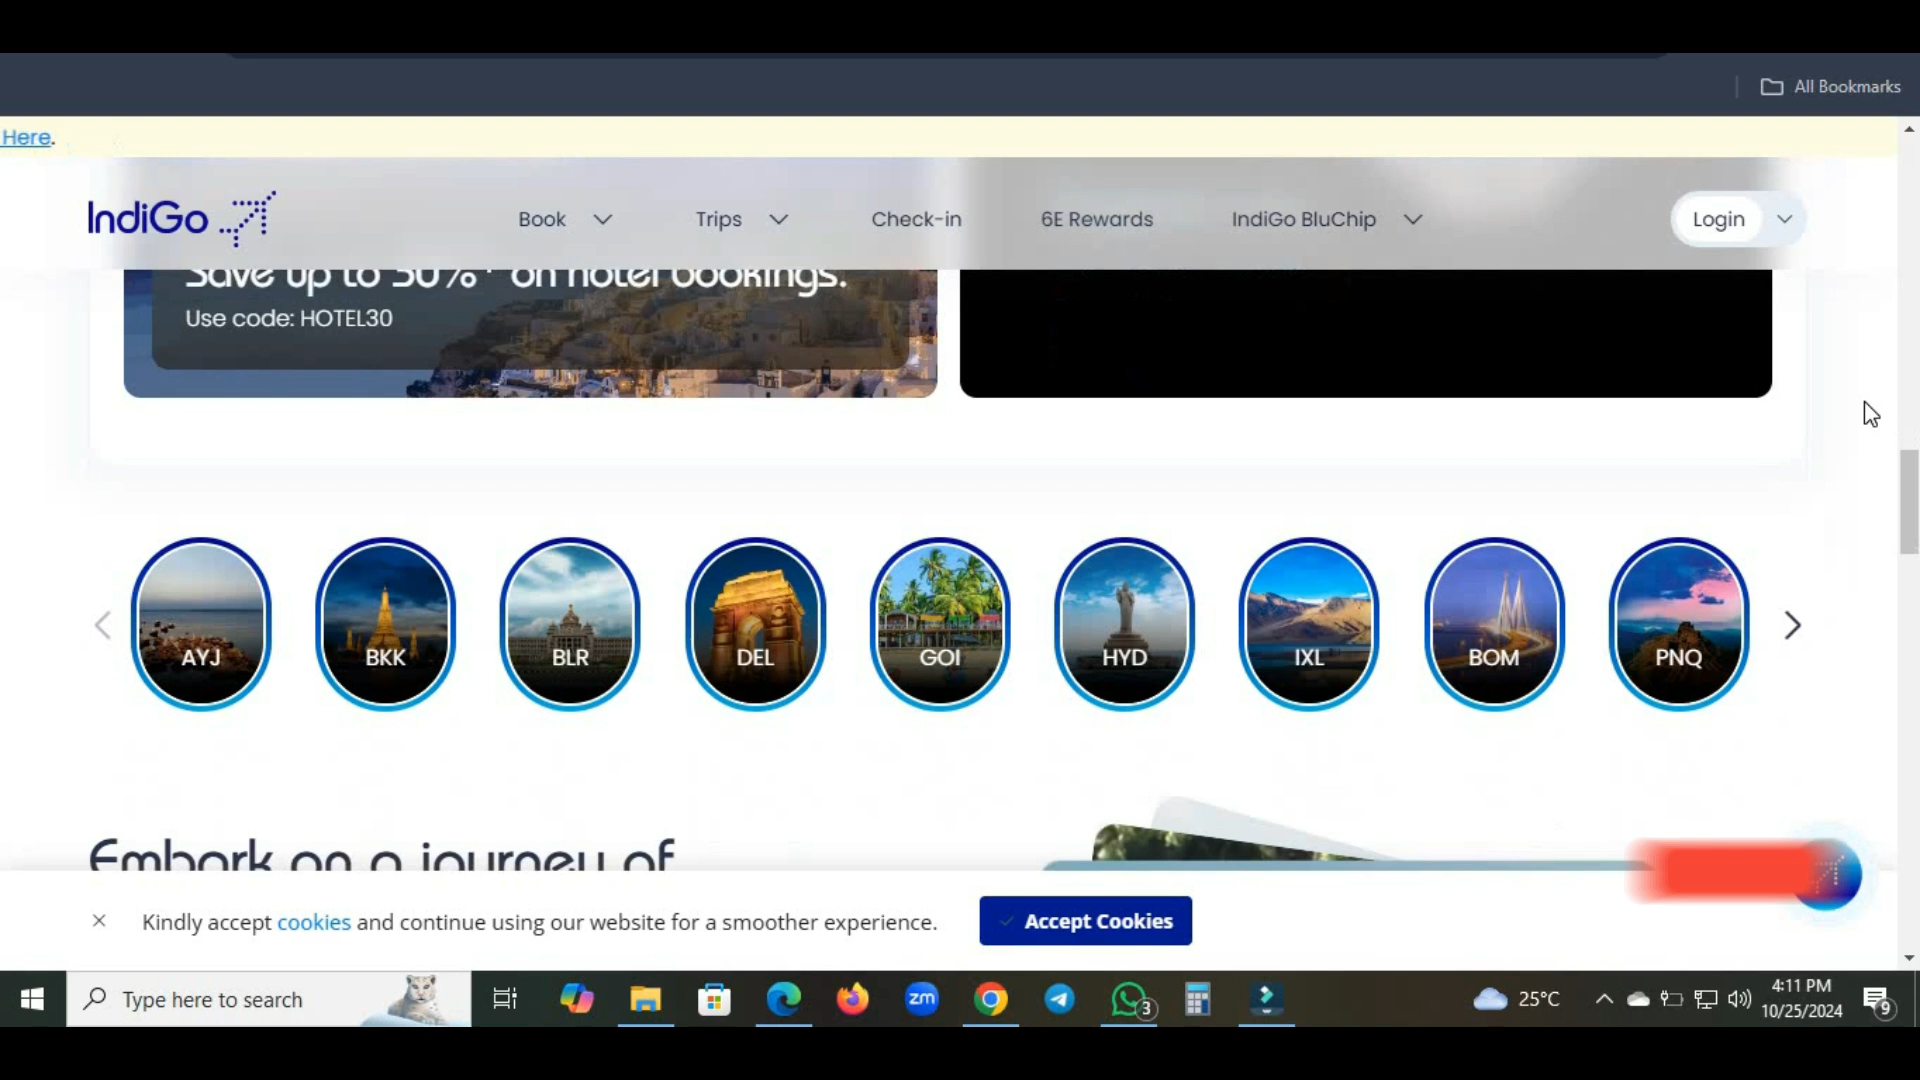 All Bookmarks
Here.
IndiGo
Book
Trips
Check-in
6E Rewards
IndiGo BluChip
Login
Save up to 30%* on hotel bookings.
Use code: HOTEL30
AYJ
BKK
BLR
DEL
GOI
HYD
IXL
BOM
PNQ
Embark on a journey of
Kindly accept cookies and continue using our website for a smoother experience.
Accept Cookies
Type here to search
zm
3
25°C
4:11 PM
10/25/2024
9